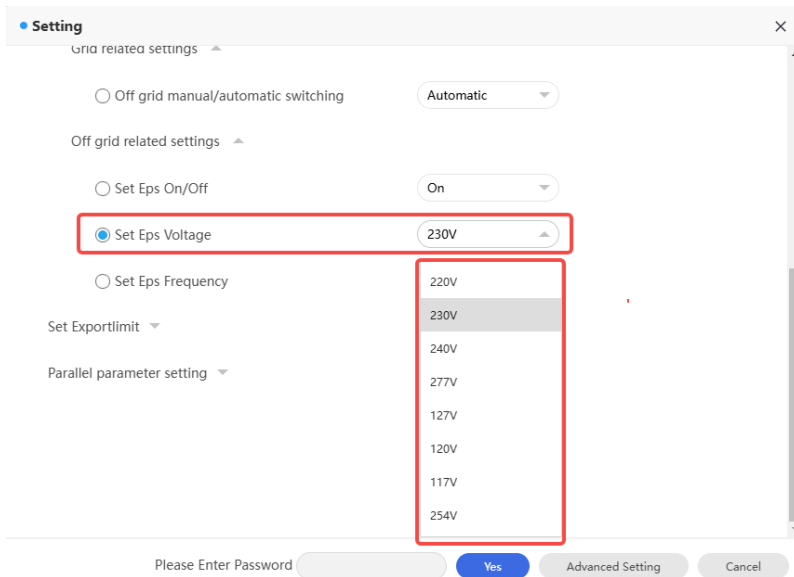 Setting
Grid related settings
Off grid manual/automatic switching Automatic
Off grid related settings
Set Eps On/Off On
Set Eps Voltage 230V
Set Eps Frequency
220V
230V
240V
277V
127V
120V
117V
254V
Set Exportlimit
Parallel parameter setting
Please Enter Password Yes Advanced Setting Cancel